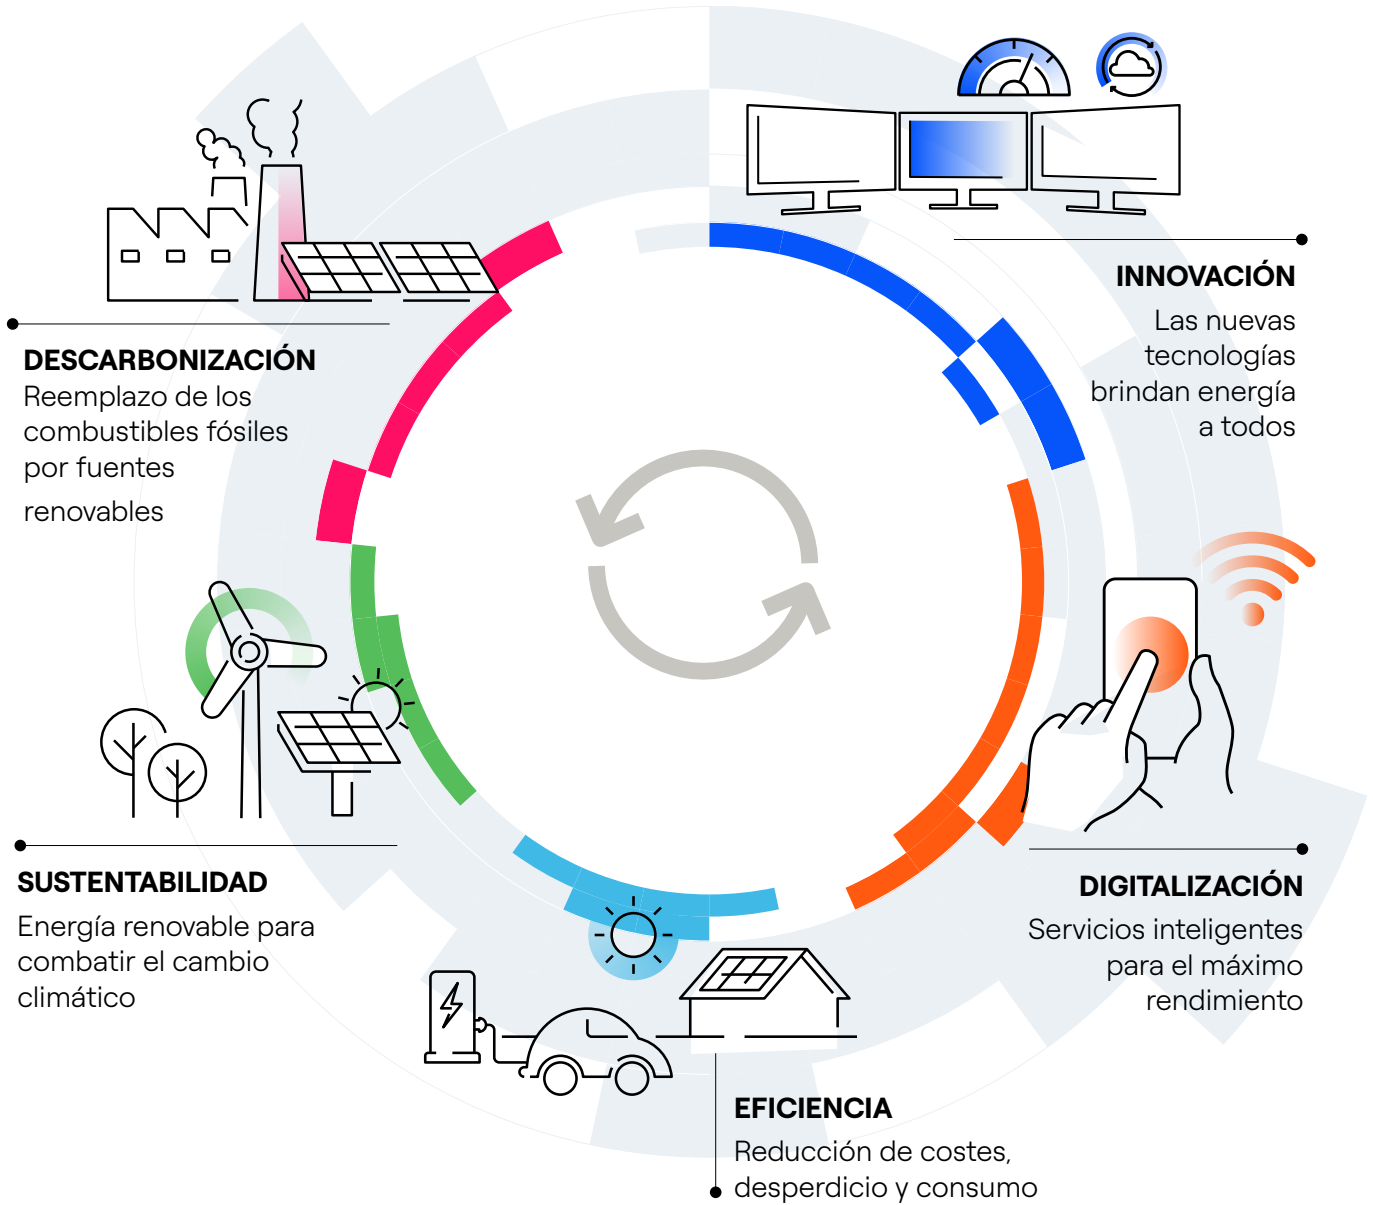 INNOVACIÓN
Las nuevas
tecnologías
brindan energía
a todos
DESCARBONIZACIÓN
Reemplazo de los
combustibles fósiles
por fuentes
renovables
SUSTENTABILIDAD
Energía renovable para
combatir el cambio
climático
DIGITALIZACIÓN
Servicios inteligentes
para el máximo
rendimiento
EFICIENCIA
Reducción de costes,
desperdicio y consumo